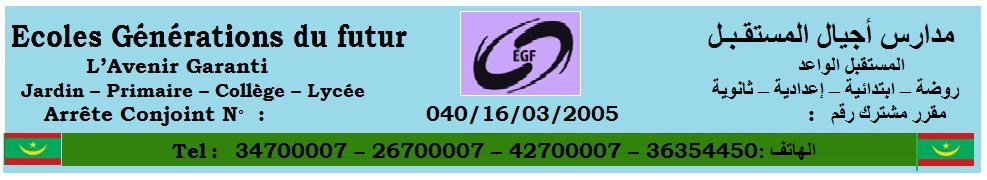 Ecoles Générations du futur
L'Avenir Garanti
Jardin – Primaire – Collège – Lycée
Arrête Conjoint N° :
EGF
040/16/03/2005
مدارس أجيال المستقبل
المستقبل الواعد
روضة – ابتدائية – إعدادية – ثانوية
مقرر مشترك رقم :
Tel : 34700007 – 26700007 – 42700007 – 36354450: الهاتف